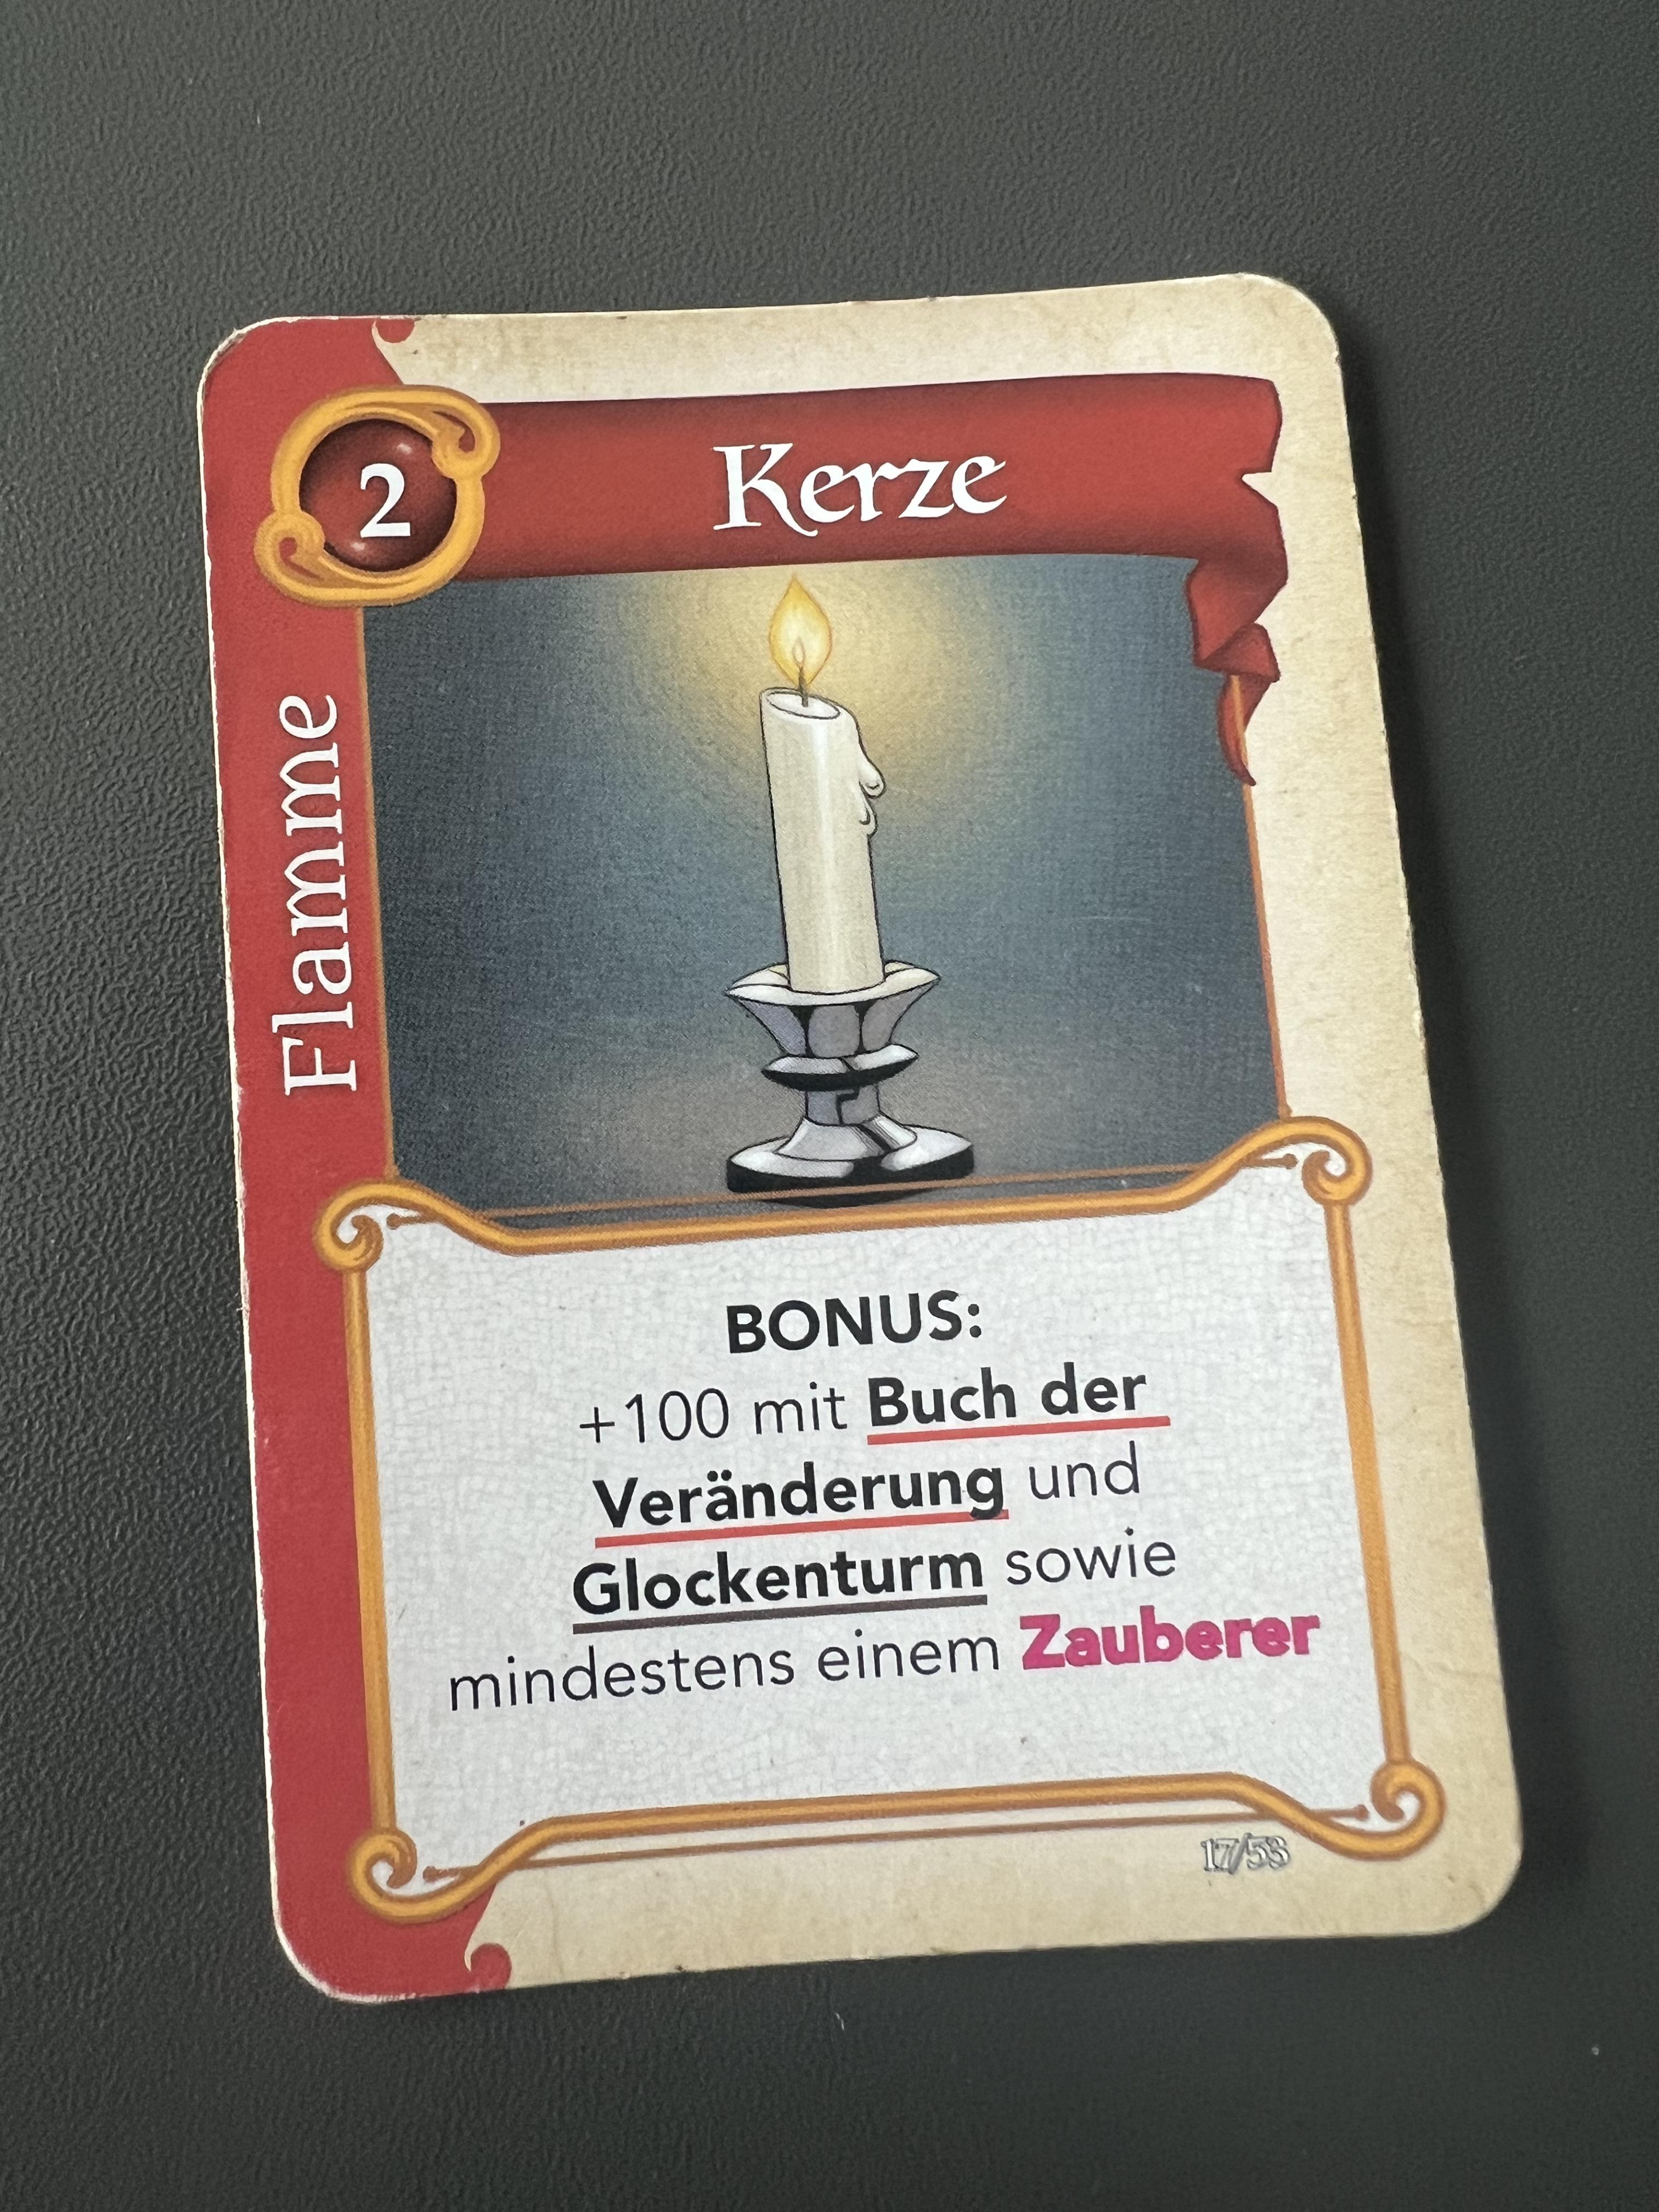 2
Kerze
Flamme
BONUS:
+100 mit Buch der
Veränderung und
Glockenturm sowie
mindestens einem Zauberer
17/53